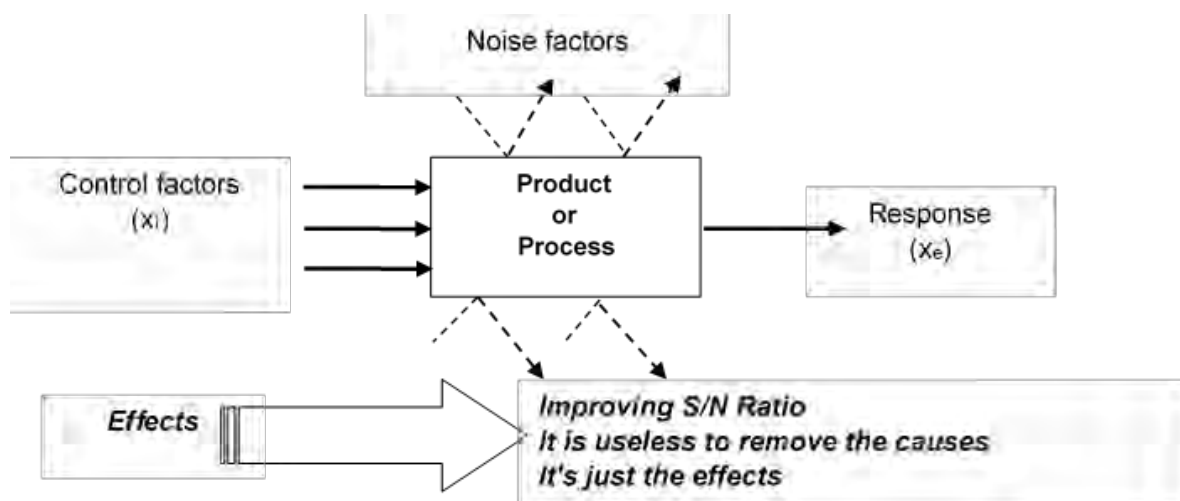 Noise factors
Control factors
(xi)
Product
or
Process
Response
(xe)
Effects
Improving S/N Ratio
It is useless to remove the causes
It's just the effects